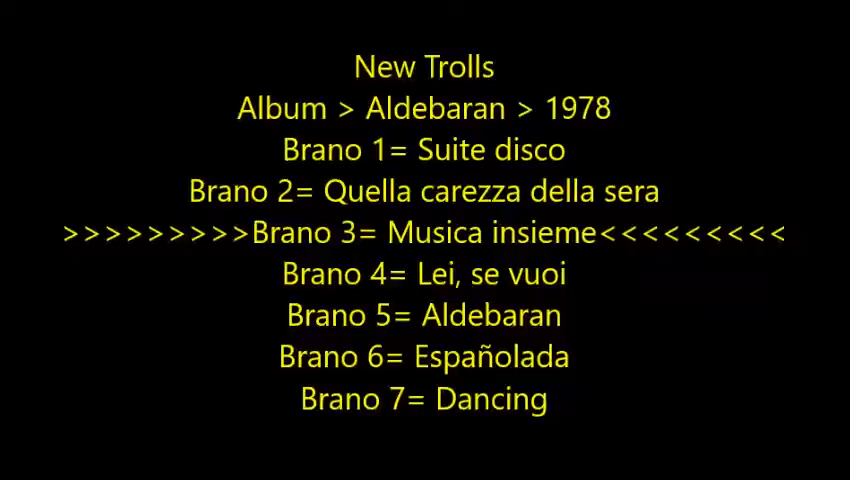 New Trolls
Album > Aldebaran > 1978
Brano 1= Suite disco
Brano 2= Quella carezza della sera
>>>>>>>>>Brano 3= Musica insieme<<<<<<<<<
Brano 4= Lei, se vuoi
Brano 5= Aldebaran
Brano 6= Españolada
Brano 7= Dancing